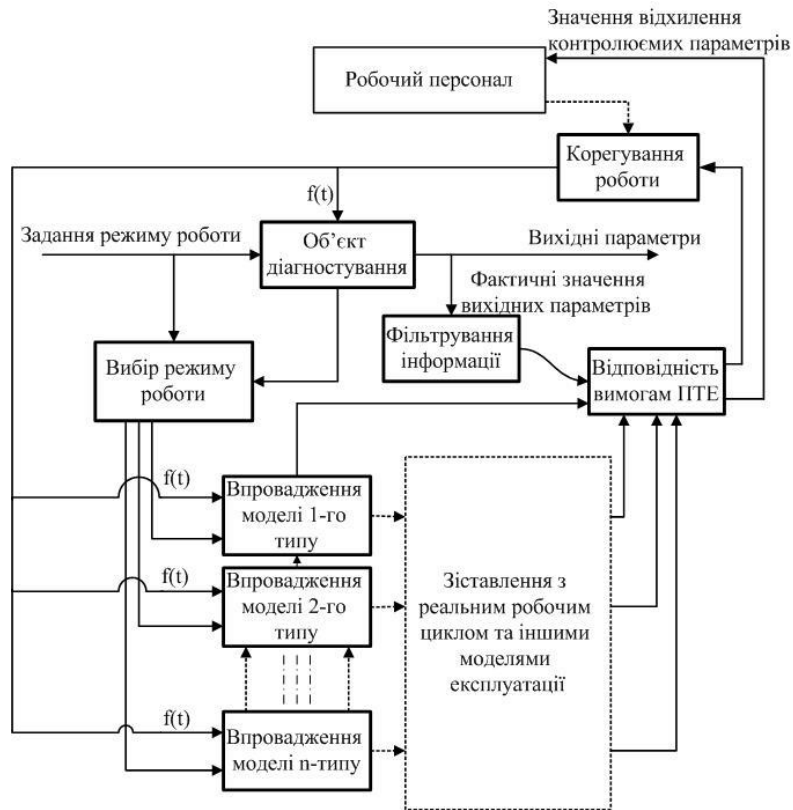 Значення відхилення
контролюємих параметрів
Робочий персонал
Корегування
роботи
f(t)
Задання режиму роботи
Об’єкт
діагностування
Вихідні параметри
Фактичні значення
вихідних параметрів
Фільтрування
інформації
Вибір режиму
роботи
Відповідність
вимогам ПТЕ
f(t)
Впровадження
моделі 1-го
типу
f(t)
Впровадження
моделі 2-го
типу
Зіставлення з
реальним робочим
циклом та іншими
моделями
експлуатації
f(t)
Впровадження
моделі n-типу